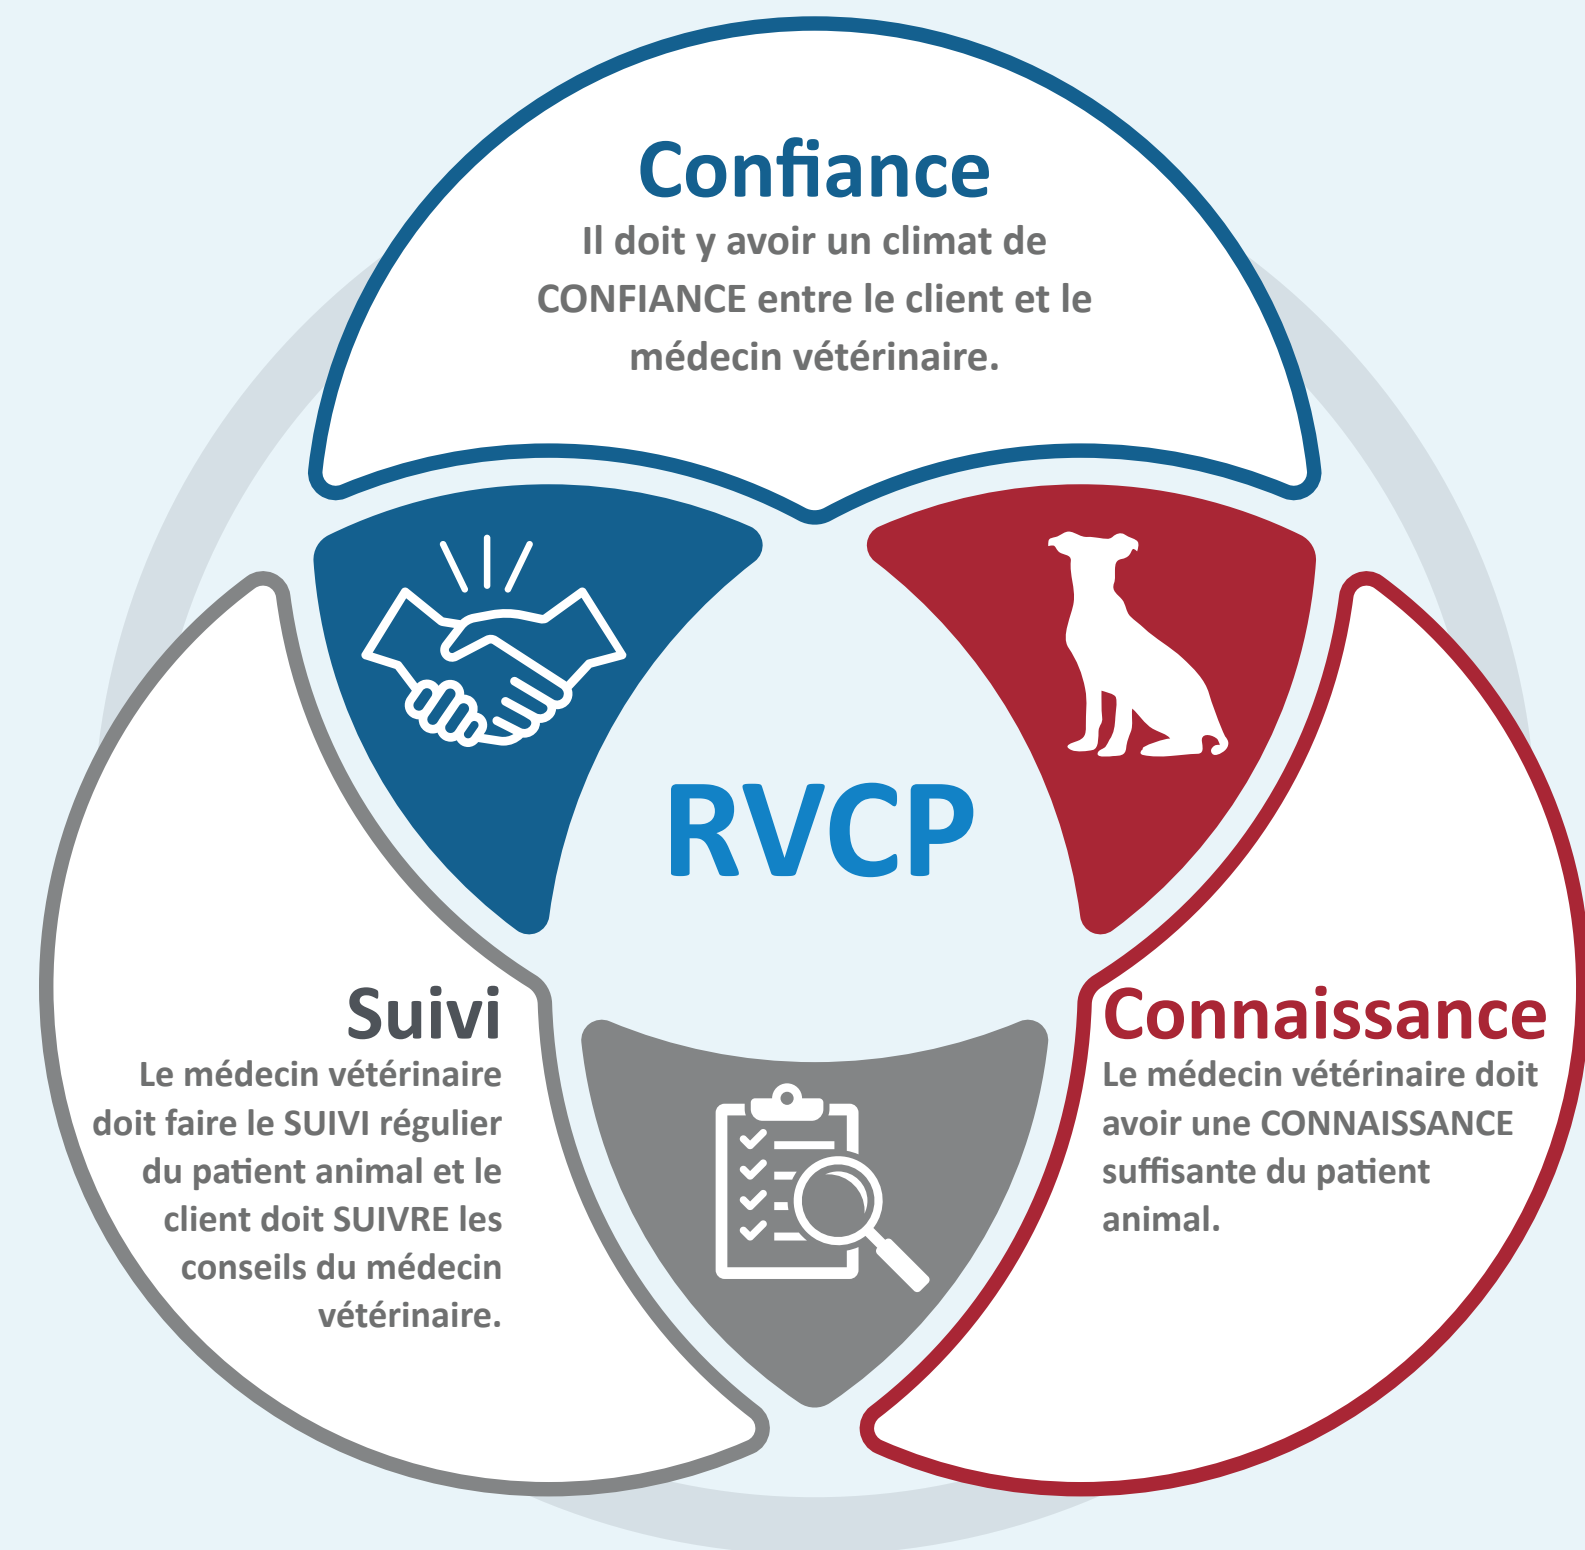 Confiance
Il doit y avoir un climat de
CONFIANCE entre le client et le
médecin vétérinaire.
RVCP
Suivi
Le médecin vétérinaire
doit faire le SUIVI régulier
du patient animal et le
client doit SUIVRE les
conseils du médecin
vétérinaire.
Connaissance
Le médecin vétérinaire doit
avoir une CONNAISSANCE
suffisante du patient
animal.